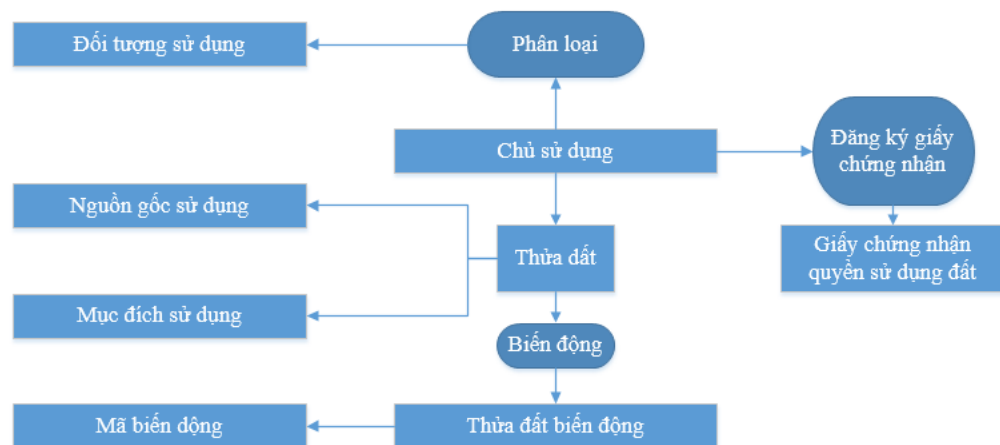 Đối tượng sử dụng
Phân loại
Chủ sử dụng
Đăng ký giấy
chứng nhận
Nguồn gốc sử dụng
Thửa dất
Giấy chứng nhận
quyền sử dụng đất
Mục đích sử dụng
Biến động
Mã biến dộng
Thửa đất biến động